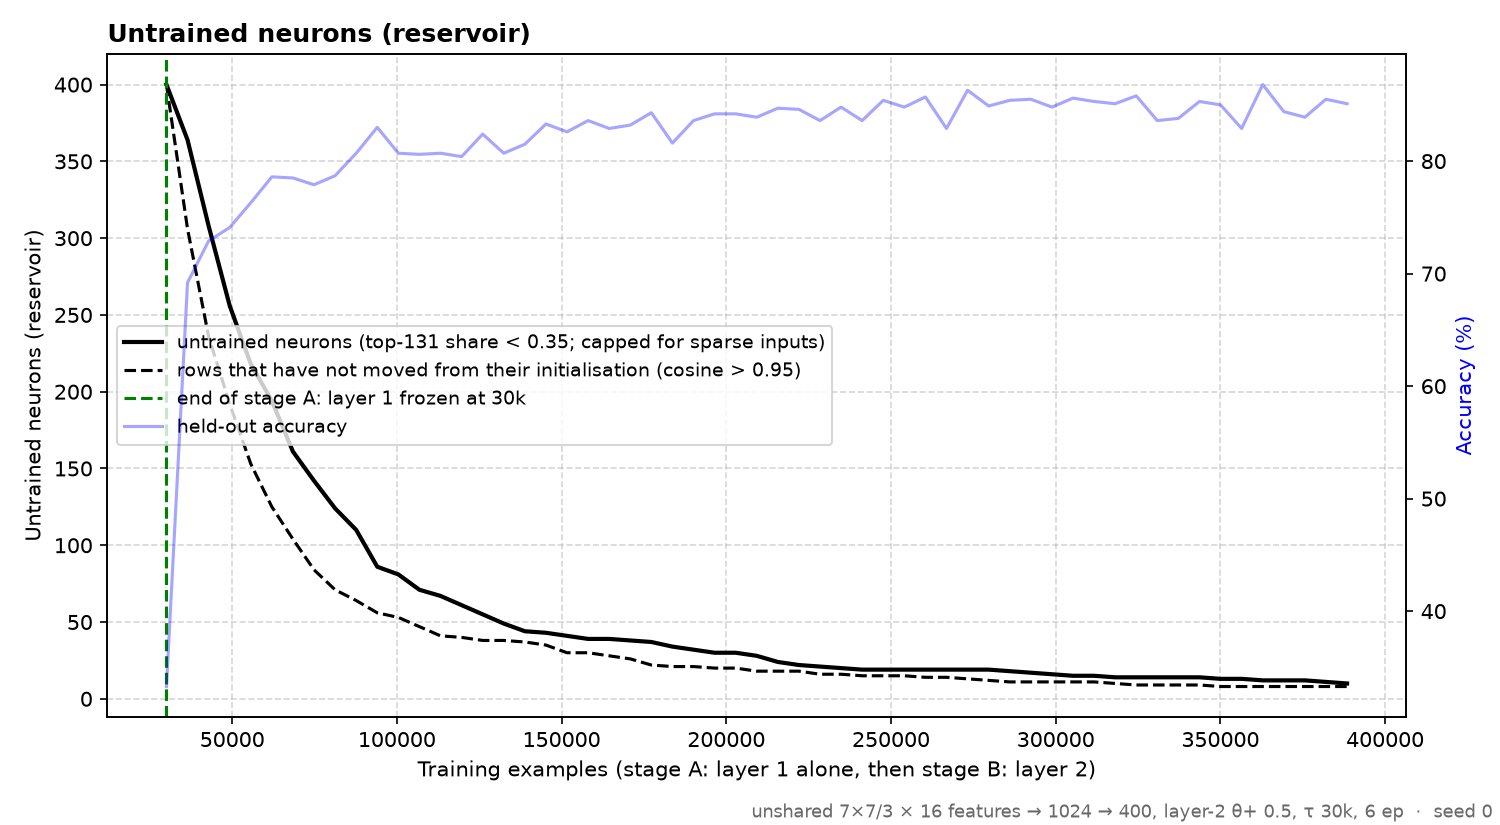 Untrained neurons (reservoir)
400
350
300
250
200
150
100
50
0
Untrained neurons (reservoir)
untrained neurons (top-131 share < 0.35; capped for sparse inputs)
rows that have not moved from their initialisation (cosine > 0.95)
end of stage A: layer 1 frozen at 30k
held-out accuracy
80
70
60
50
40
Accuracy (%)
50000 100000 150000 200000 250000 300000 350000 400000
Training examples (stage A: layer 1 alone, then stage B: layer 2)
unshared 7×7/3 × 16 features → 1024 → 400, layer-2 θ+ 0.5, τ 30k, 6 ep · seed 0